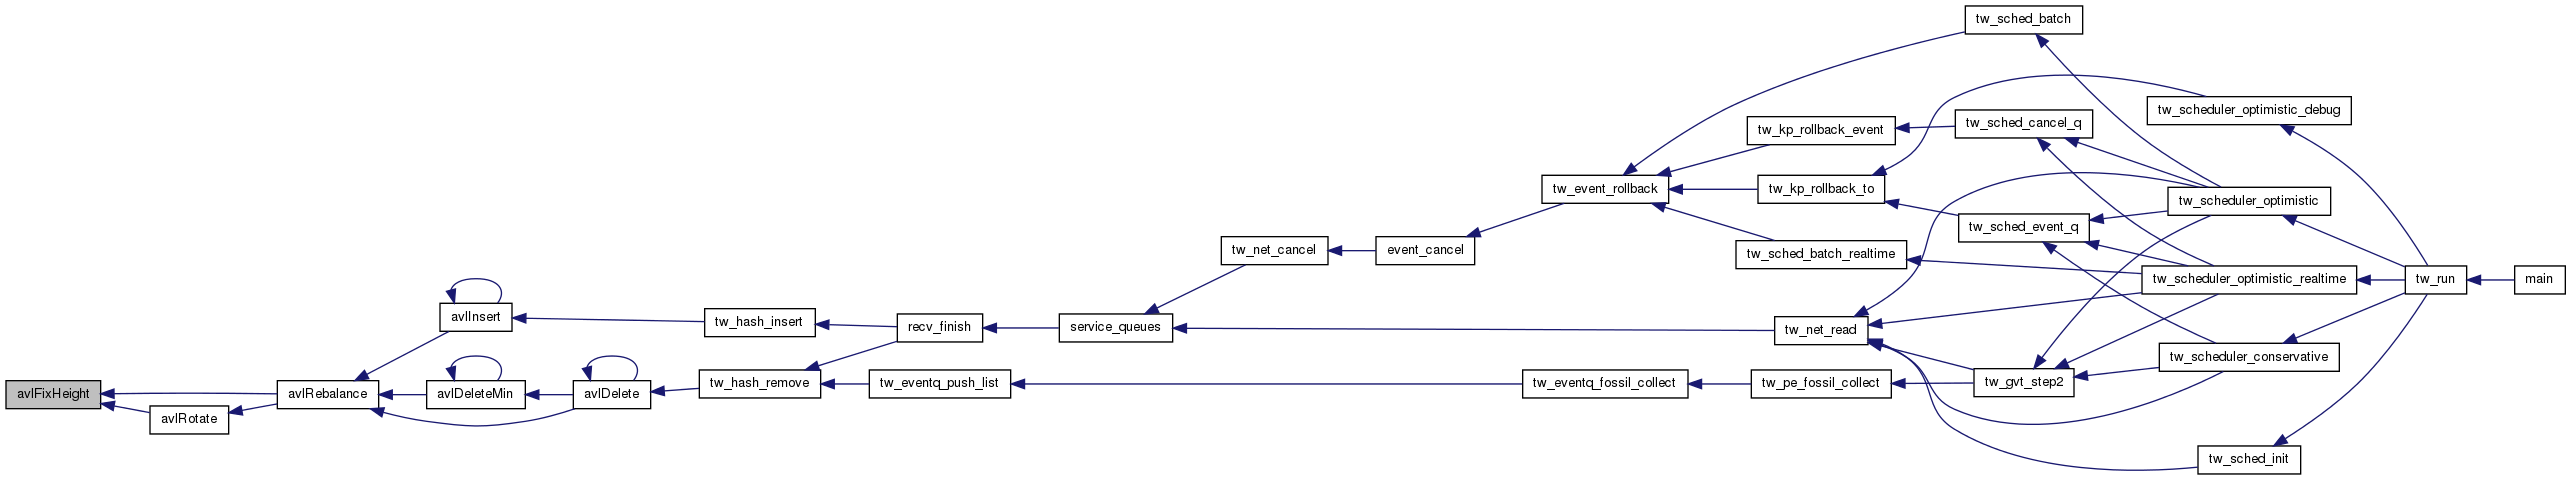 tw_sched_batch
tw_scheduler_optimistic_debug
tw_kp_rollback_event
tw_sched_cancel_q
tw_event_rollback
tw_kp_rollback_to
tw_scheduler_optimistic
tw_sched_event_q
tw_net_cancel
event_cancel
tw_sched_batch_realtime
tw_scheduler_optimistic_realtime
tw_run
main
avlInsert
tw_hash_insert
recv_finish
service_queues
tw_net_read
tw_scheduler_conservative
avlFixHeight
avlRotate
avlRebalance
avlDeleteMin
avlDelete
tw_hash_remove
tw_eventq_push_list
tw_eventq_fossil_collect
tw_pe_fossil_collect
tw_gvt_step2
tw_sched_init